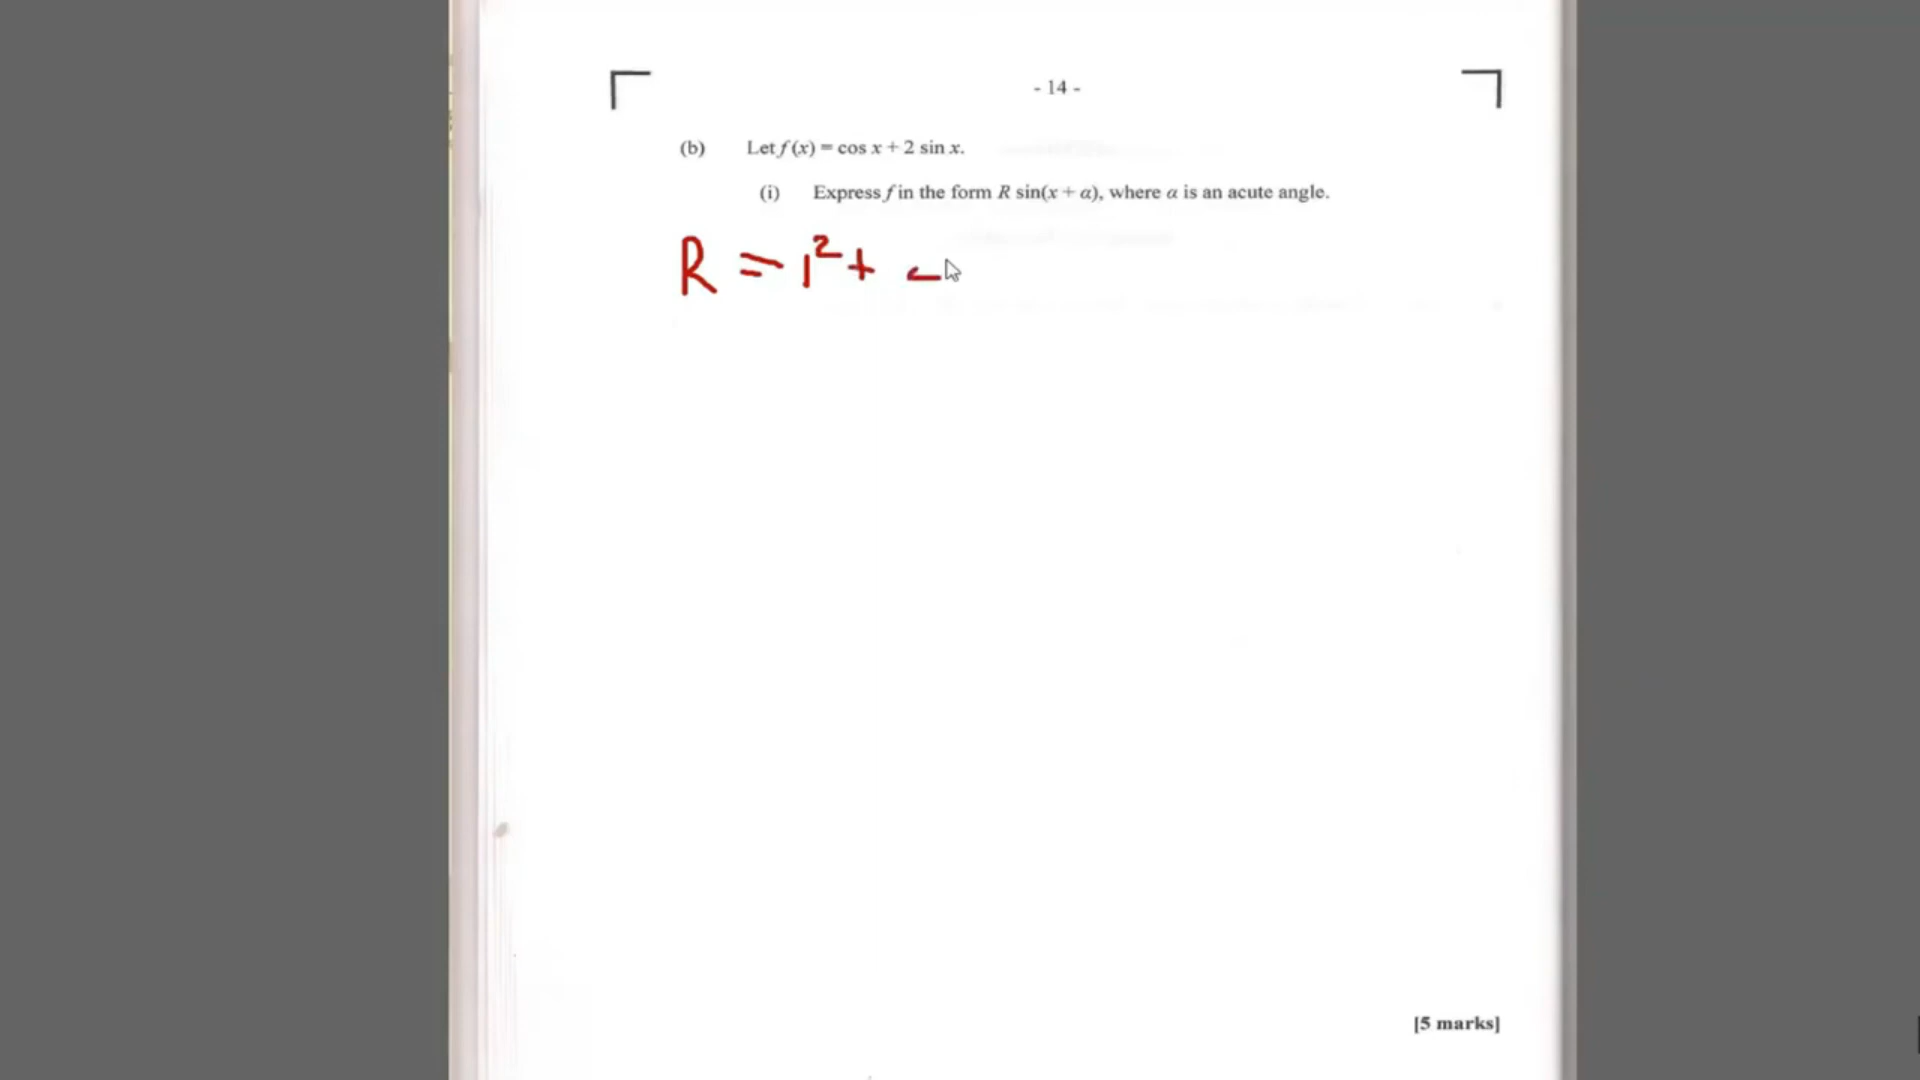 - 14 -
(b) Let f (x) = cos x + 2 sin x.
(i) Express f in the form R sin(x + α), where α is an acute angle.
R = 1² +
[5 marks]